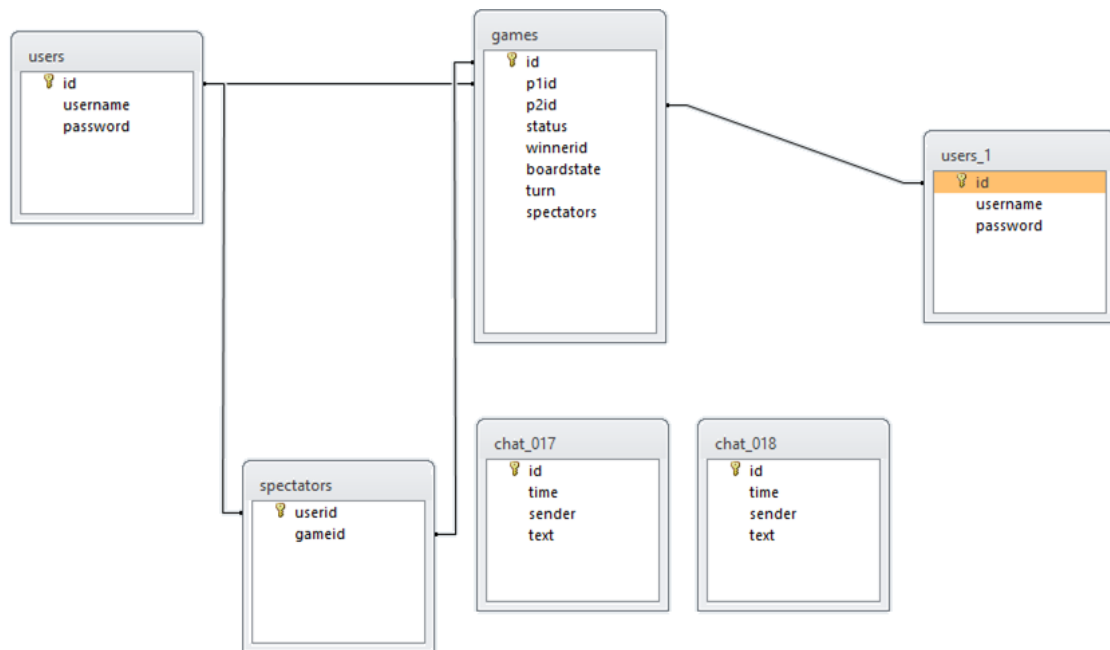 users
id
username
password
games
id
p1id
p2id
status
winnerid
boardstate
turn
spectators
users_1
id
username
password
spectators
userid
gameid
chat_017
id
time
sender
text
chat_018
id
time
sender
text